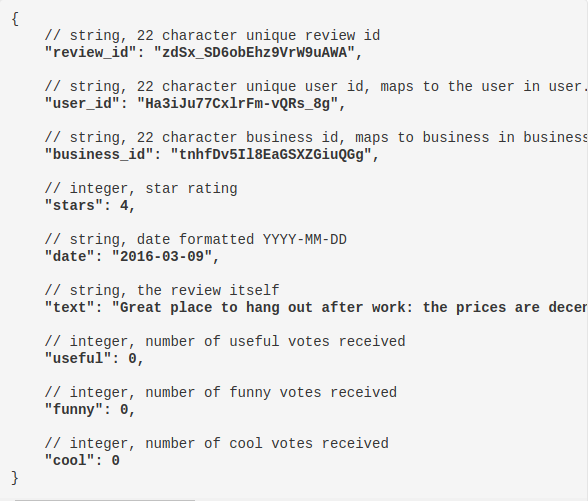 {
// string, 22 character unique review id
"review_id": "zdSx_SD6obEhz9VrW9uAWA",
// string, 22 character unique user id, maps to the user in user.
"user_id": "Ha3iJu77CxlrFm-vQRs_8g",
// string, 22 character business id, maps to business in business
"business_id": "tnhfDv5Il8EaGSXZGiuQGg",
// integer, star rating
"stars": 4,
// string, date formatted YYYY-MM-DD
"date": "2016-03-09",
// string, the review itself
"text": "Great place to hang out after work: the prices are decen
// integer, number of useful votes received
"useful": 0,
// integer, number of funny votes received
"funny": 0,
// integer, number of cool votes received
"cool": 0
}